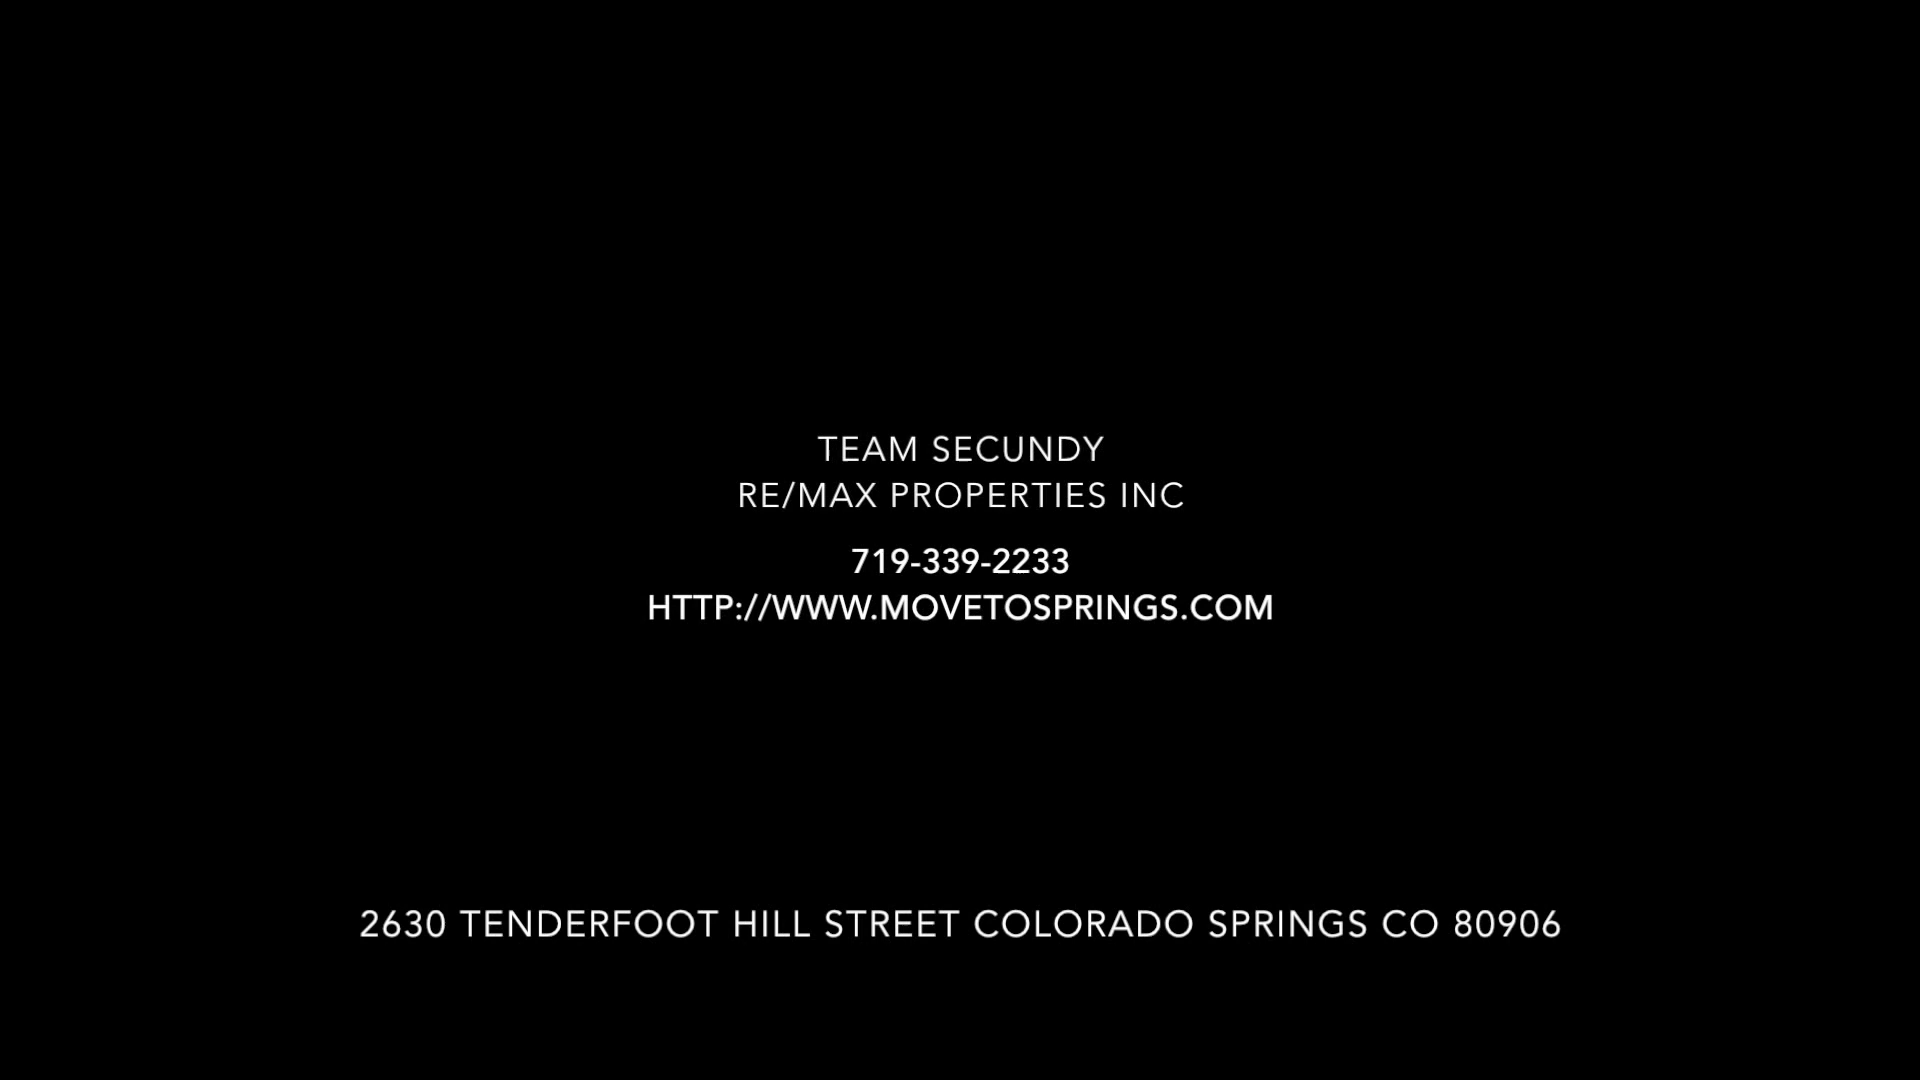 TEAM SECUNDY
RE/MAX PROPERTIES INC
719-339-2233
HTTP://WWW.MOVETOSPRINGS.COM
2630 TENDERFOOT HILL STREET COLORADO SPRINGS CO 80906